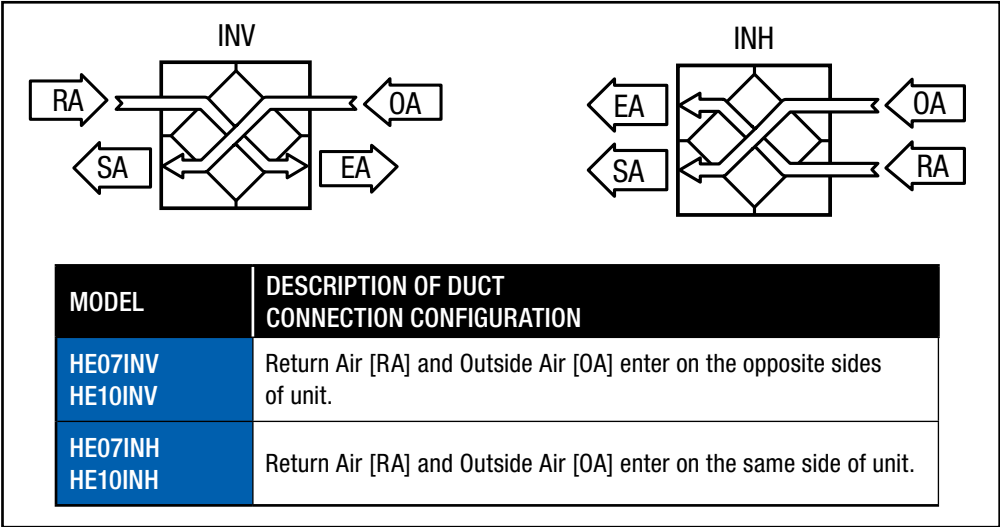 INV
INH
RA
OA
SA
EA
EA
OA
SA
RA
MODEL
DESCRIPTION OF DUCT
CONNECTION CONFIGURATION
HE07INV
HE10INV
Return Air [RA] and Outside Air [OA] enter on the opposite sides
of unit.
HE07INH
HE10INH
Return Air [RA] and Outside Air [OA] enter on the same side of unit.